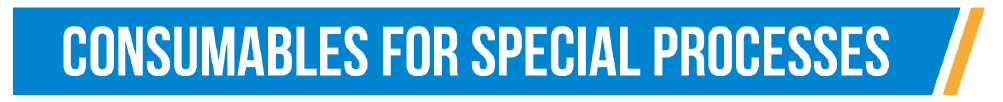 CONSUMABLES FOR SPECIAL PROCESSES